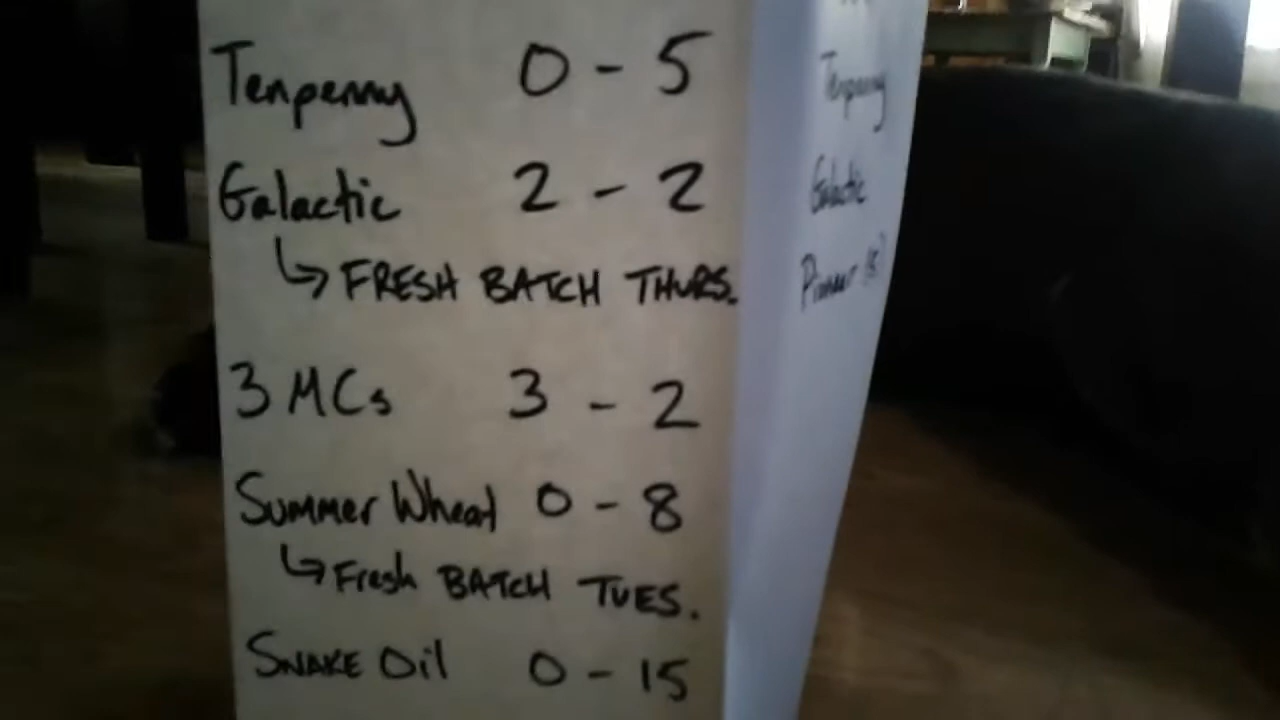 Tenpenny 0 - 5
Galactic 2 - 2
↳ FRESH BATCH THURS.
3 MCs 3 - 2
Summer Wheat 0 - 8
↳ Fresh BATCH TUES.
SNAKE Oil 0 - 15
Tenpenny
Galactic